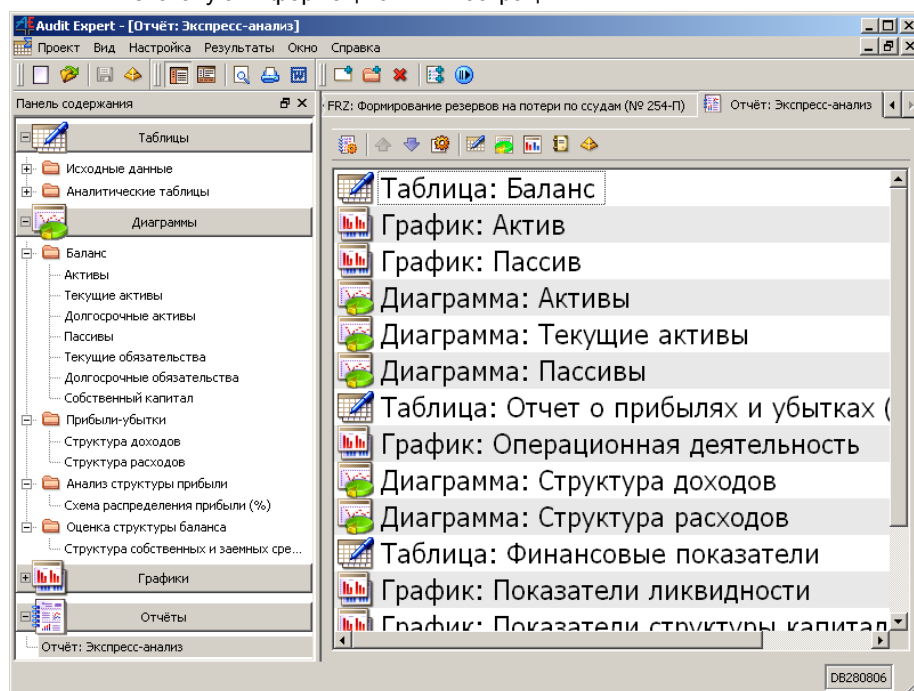 Audit Expert - [Отчёт: Экспресс-анализ]
Проект Вид Настройка Результаты Окно Справка
Панель содержания
Таблицы
Исходные данные
Аналитические таблицы
Диаграммы
Баланс
Активы
Текущие активы
Долгосрочные активы
Пассивы
Текущие обязательства
Долгосрочные обязательства
Собственный капитал
Прибыли-убытки
Структура доходов
Структура расходов
Анализ структуры прибыли
Схема распределения прибыли (%)
Оценка структуры баланса
Структура собственных и заемных сре...
Графики
Отчёты
Отчёт: Экспресс-анализ
FRZ: Формирование резервов на потери по ссудам (№ 254-П) Отчёт: Экспресс-анализ
Таблица: Баланс
График: Актив
График: Пассив
Диаграмма: Активы
Диаграмма: Текущие активы
Диаграмма: Пассивы
Таблица: Отчет о прибылях и убытках (
График: Операционная деятельность
Диаграмма: Структура доходов
Диаграмма: Структура расходов
Таблица: Финансовые показатели
График: Показатели ликвидности
График: Показатели структуры капитал
DB280806